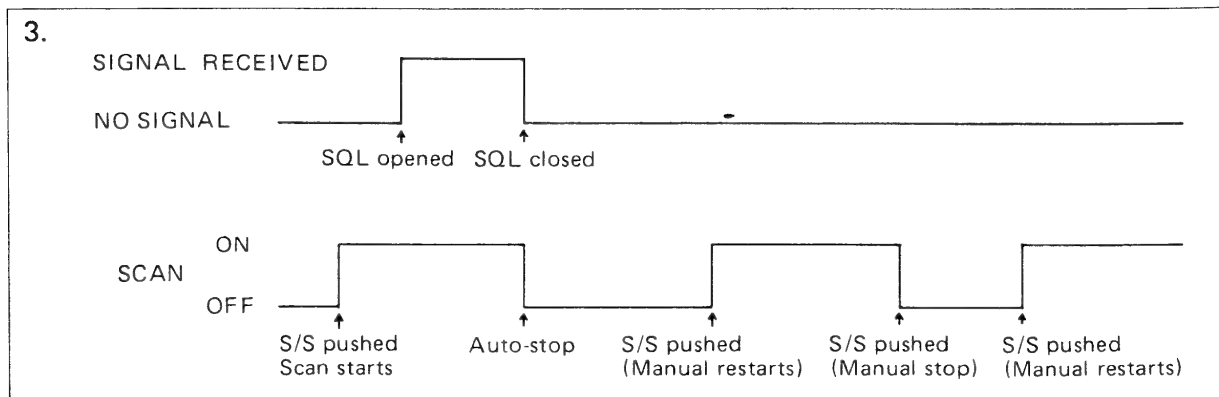 3.
SIGNAL RECEIVED
NO SIGNAL
SQL opened SQL closed
ON
SCAN
OFF
S/S pushed Auto-stop S/S pushed S/S pushed S/S pushed
Scan starts (Manual restarts) (Manual stop) (Manual restarts)